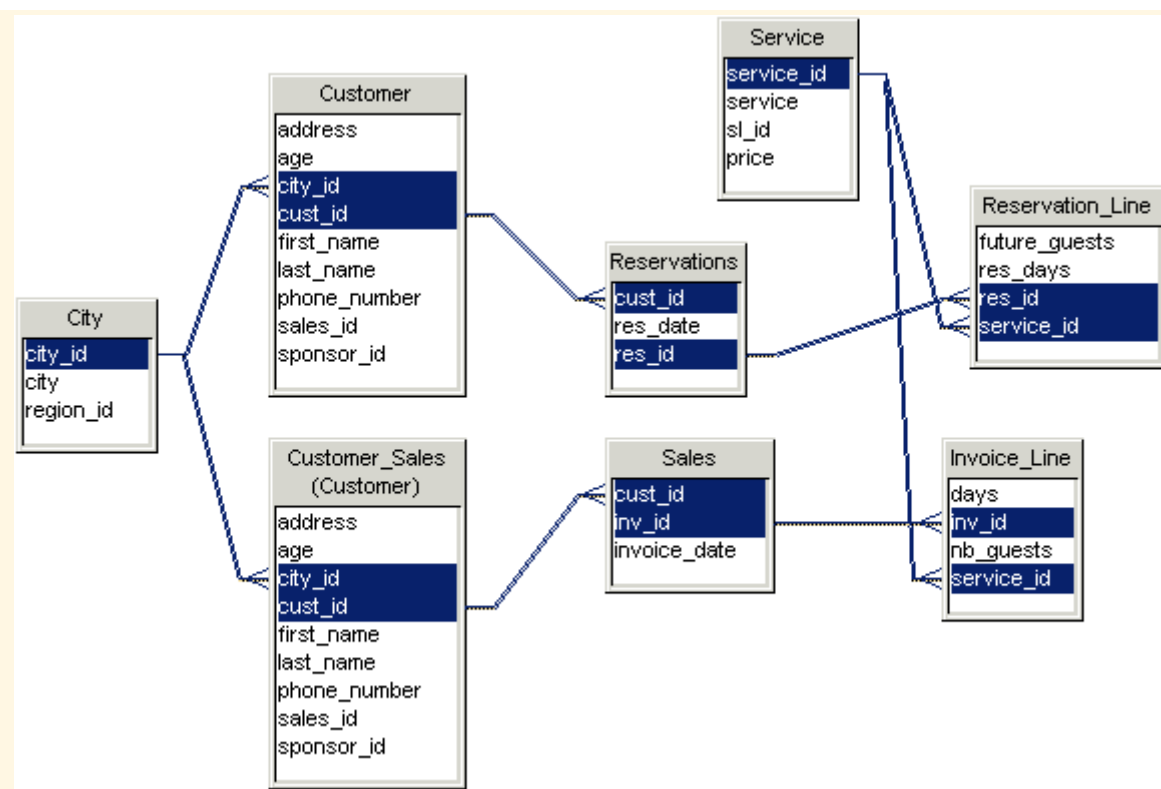 Service
service_id
service
sl_id
price
Customer
address
age
city_id
cust_id
first_name
last_name
phone_number
sales_id
sponsor_id
Reservation_Line
future_guests
res_days
res_id
service_id
Reservations
cust_id
res_date
res_id
City
city_id
city
region_id
Customer_Sales
(Customer)
address
age
city_id
cust_id
first_name
last_name
phone_number
sales_id
sponsor_id
Sales
cust_id
inv_id
invoice_date
Invoice_Line
days
inv_id
nb_guests
service_id